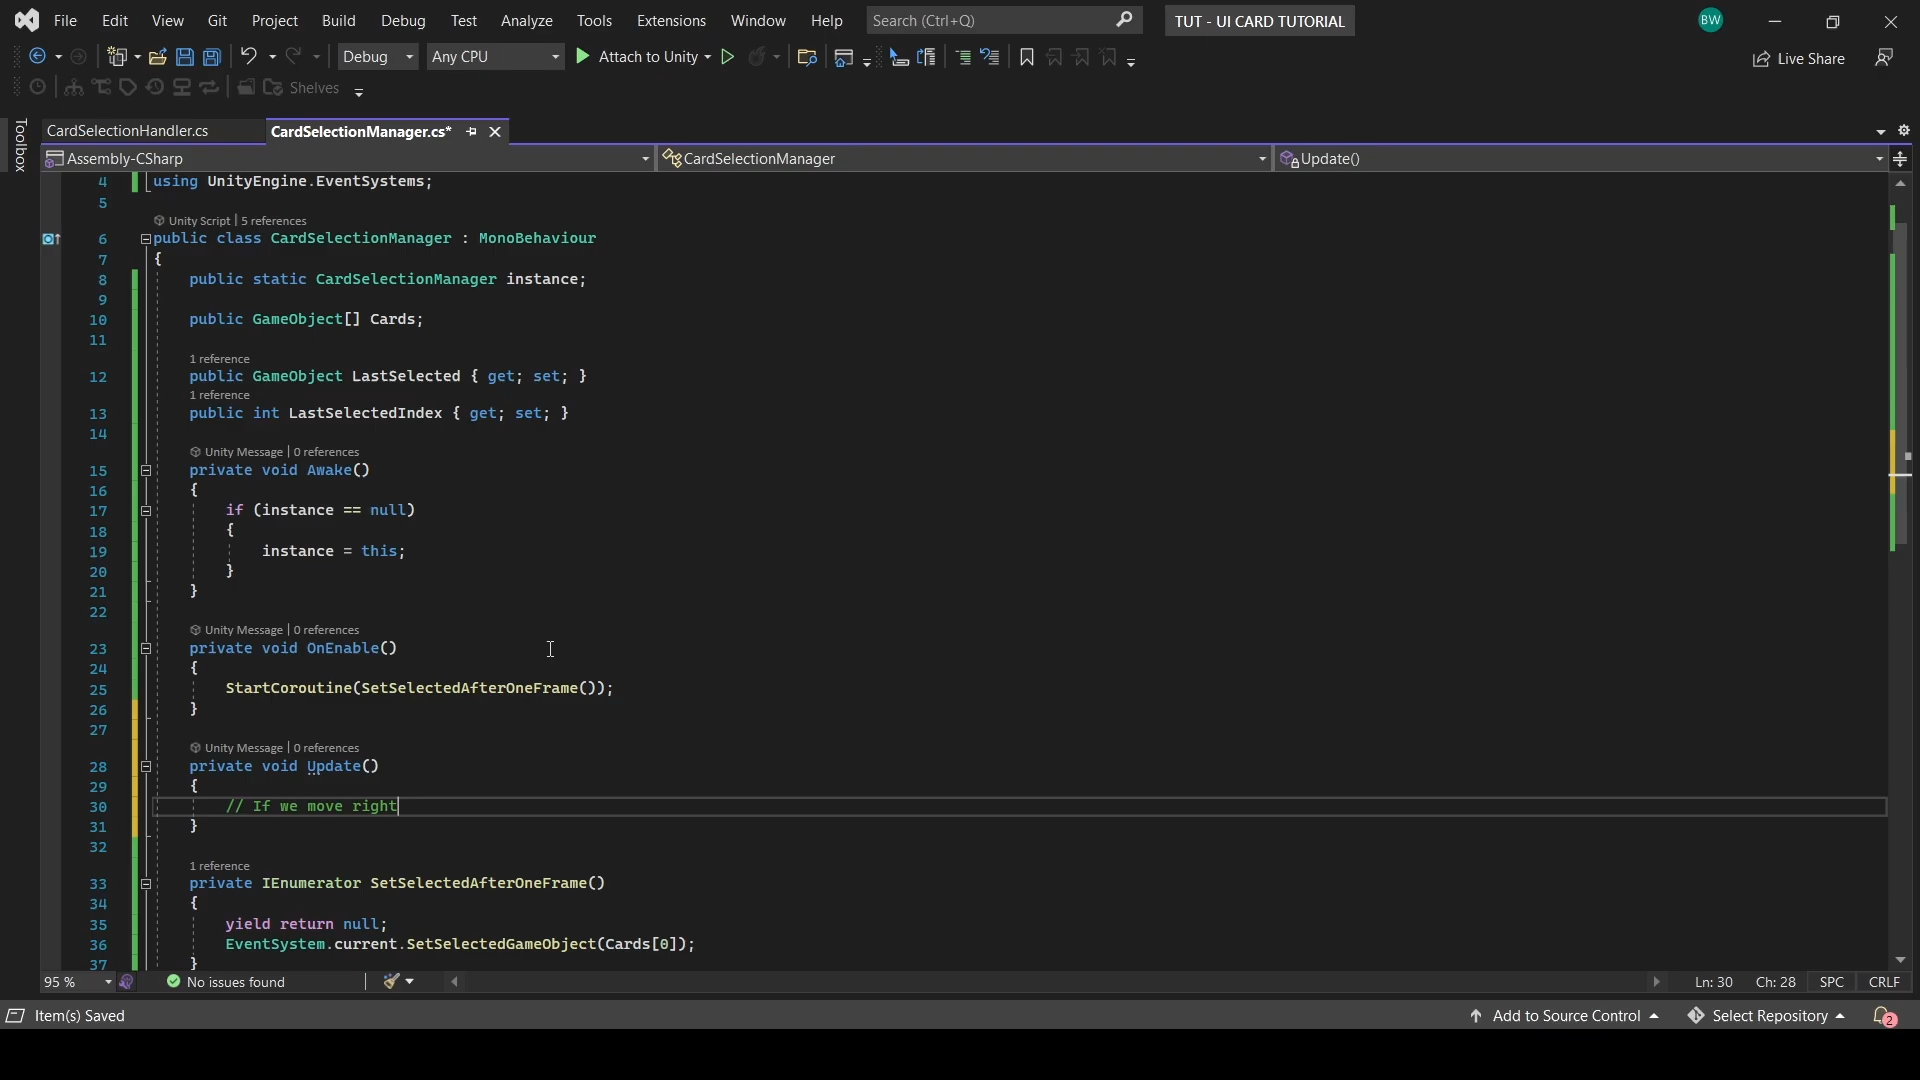 File Edit View Git Project Build Debug Test Analyze Tools Extensions Window Help Search (Ctrl+Q) TUT - UI CARD TUTORIAL BW
Debug Any CPU Attach to Unity Live Share
Shelves
Toolbox
CardSelectionHandler.cs CardSelectionManager.cs*
Assembly-CSharp CardSelectionManager Update()
4 using UnityEngine.EventSystems;
5
Unity Script | 5 references
6 public class CardSelectionManager : MonoBehaviour
7 {
8 public static CardSelectionManager instance;
9
10 public GameObject[] Cards;
11
1 reference
12 public GameObject LastSelected { get; set; }
1 reference
13 public int LastSelectedIndex { get; set; }
14
Unity Message | 0 references
15 private void Awake()
16 {
17 if (instance == null)
18 {
19 instance = this;
20 }
21 }
22
Unity Message | 0 references
23 private void OnEnable()
24 {
25 StartCoroutine(SetSelectedAfterOneFrame());
26 }
27
Unity Message | 0 references
28 private void Update()
29 {
30 // If we move right
31 }
32
1 reference
33 private IEnumerator SetSelectedAfterOneFrame()
34 {
35 yield return null;
36 EventSystem.current.SetSelectedGameObject(Cards[0]);
37 }
95 % No issues found Ln: 30 Ch: 28 SPC CRLF
Item(s) Saved Add to Source Control Select Repository 2